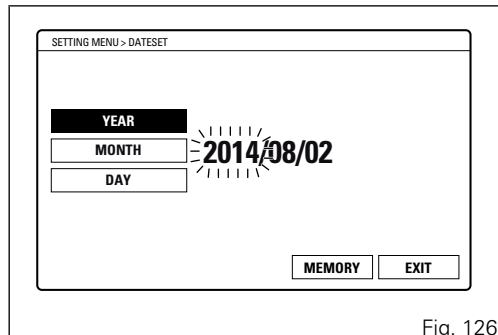 SETTING MENU > DATESET
YEAR
MONTH
DAY
2014/08/02
MEMORY EXIT
Fig. 126